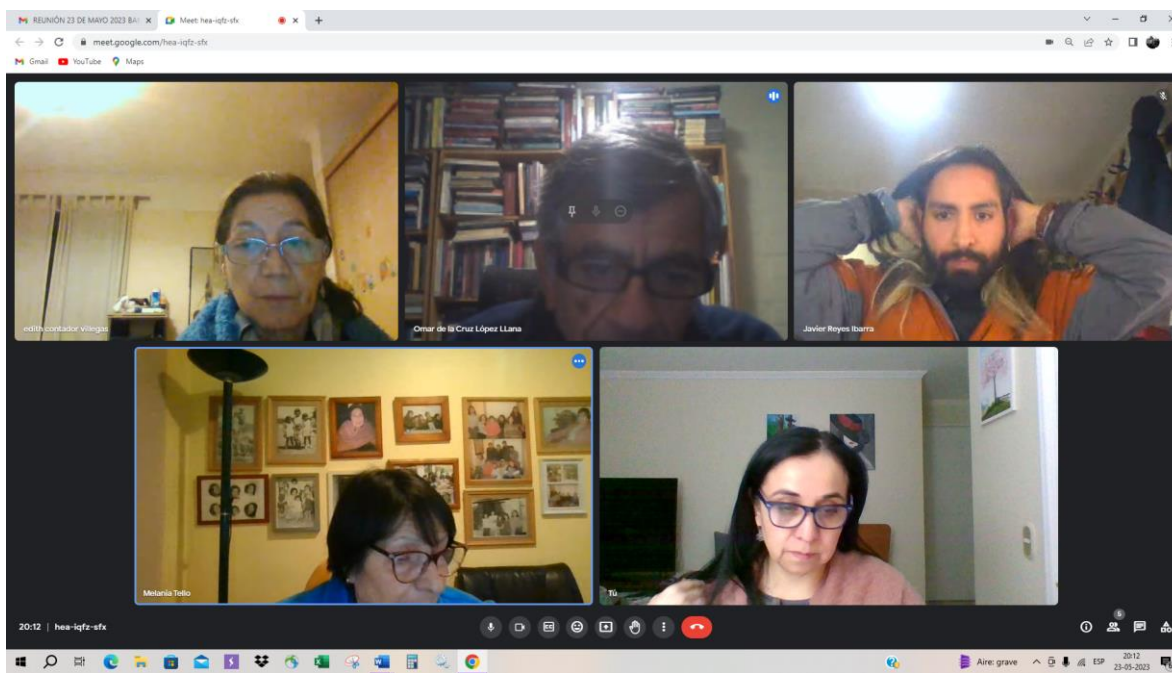 REUNIÓN 23 DE MAYO 2023 BA
Meet: hea-iqfz-sfx
meet.google.com/hea-iqfz-sfx
Gmail YouTube Maps
edith contador villegas
Omar de la Cruz López LLana
Javier Reyes Ibarra
Melania Tello
Tú
20:12 | hea-iqfz-sfx
5
Aire: grave
ESP
20:12
23-05-2023